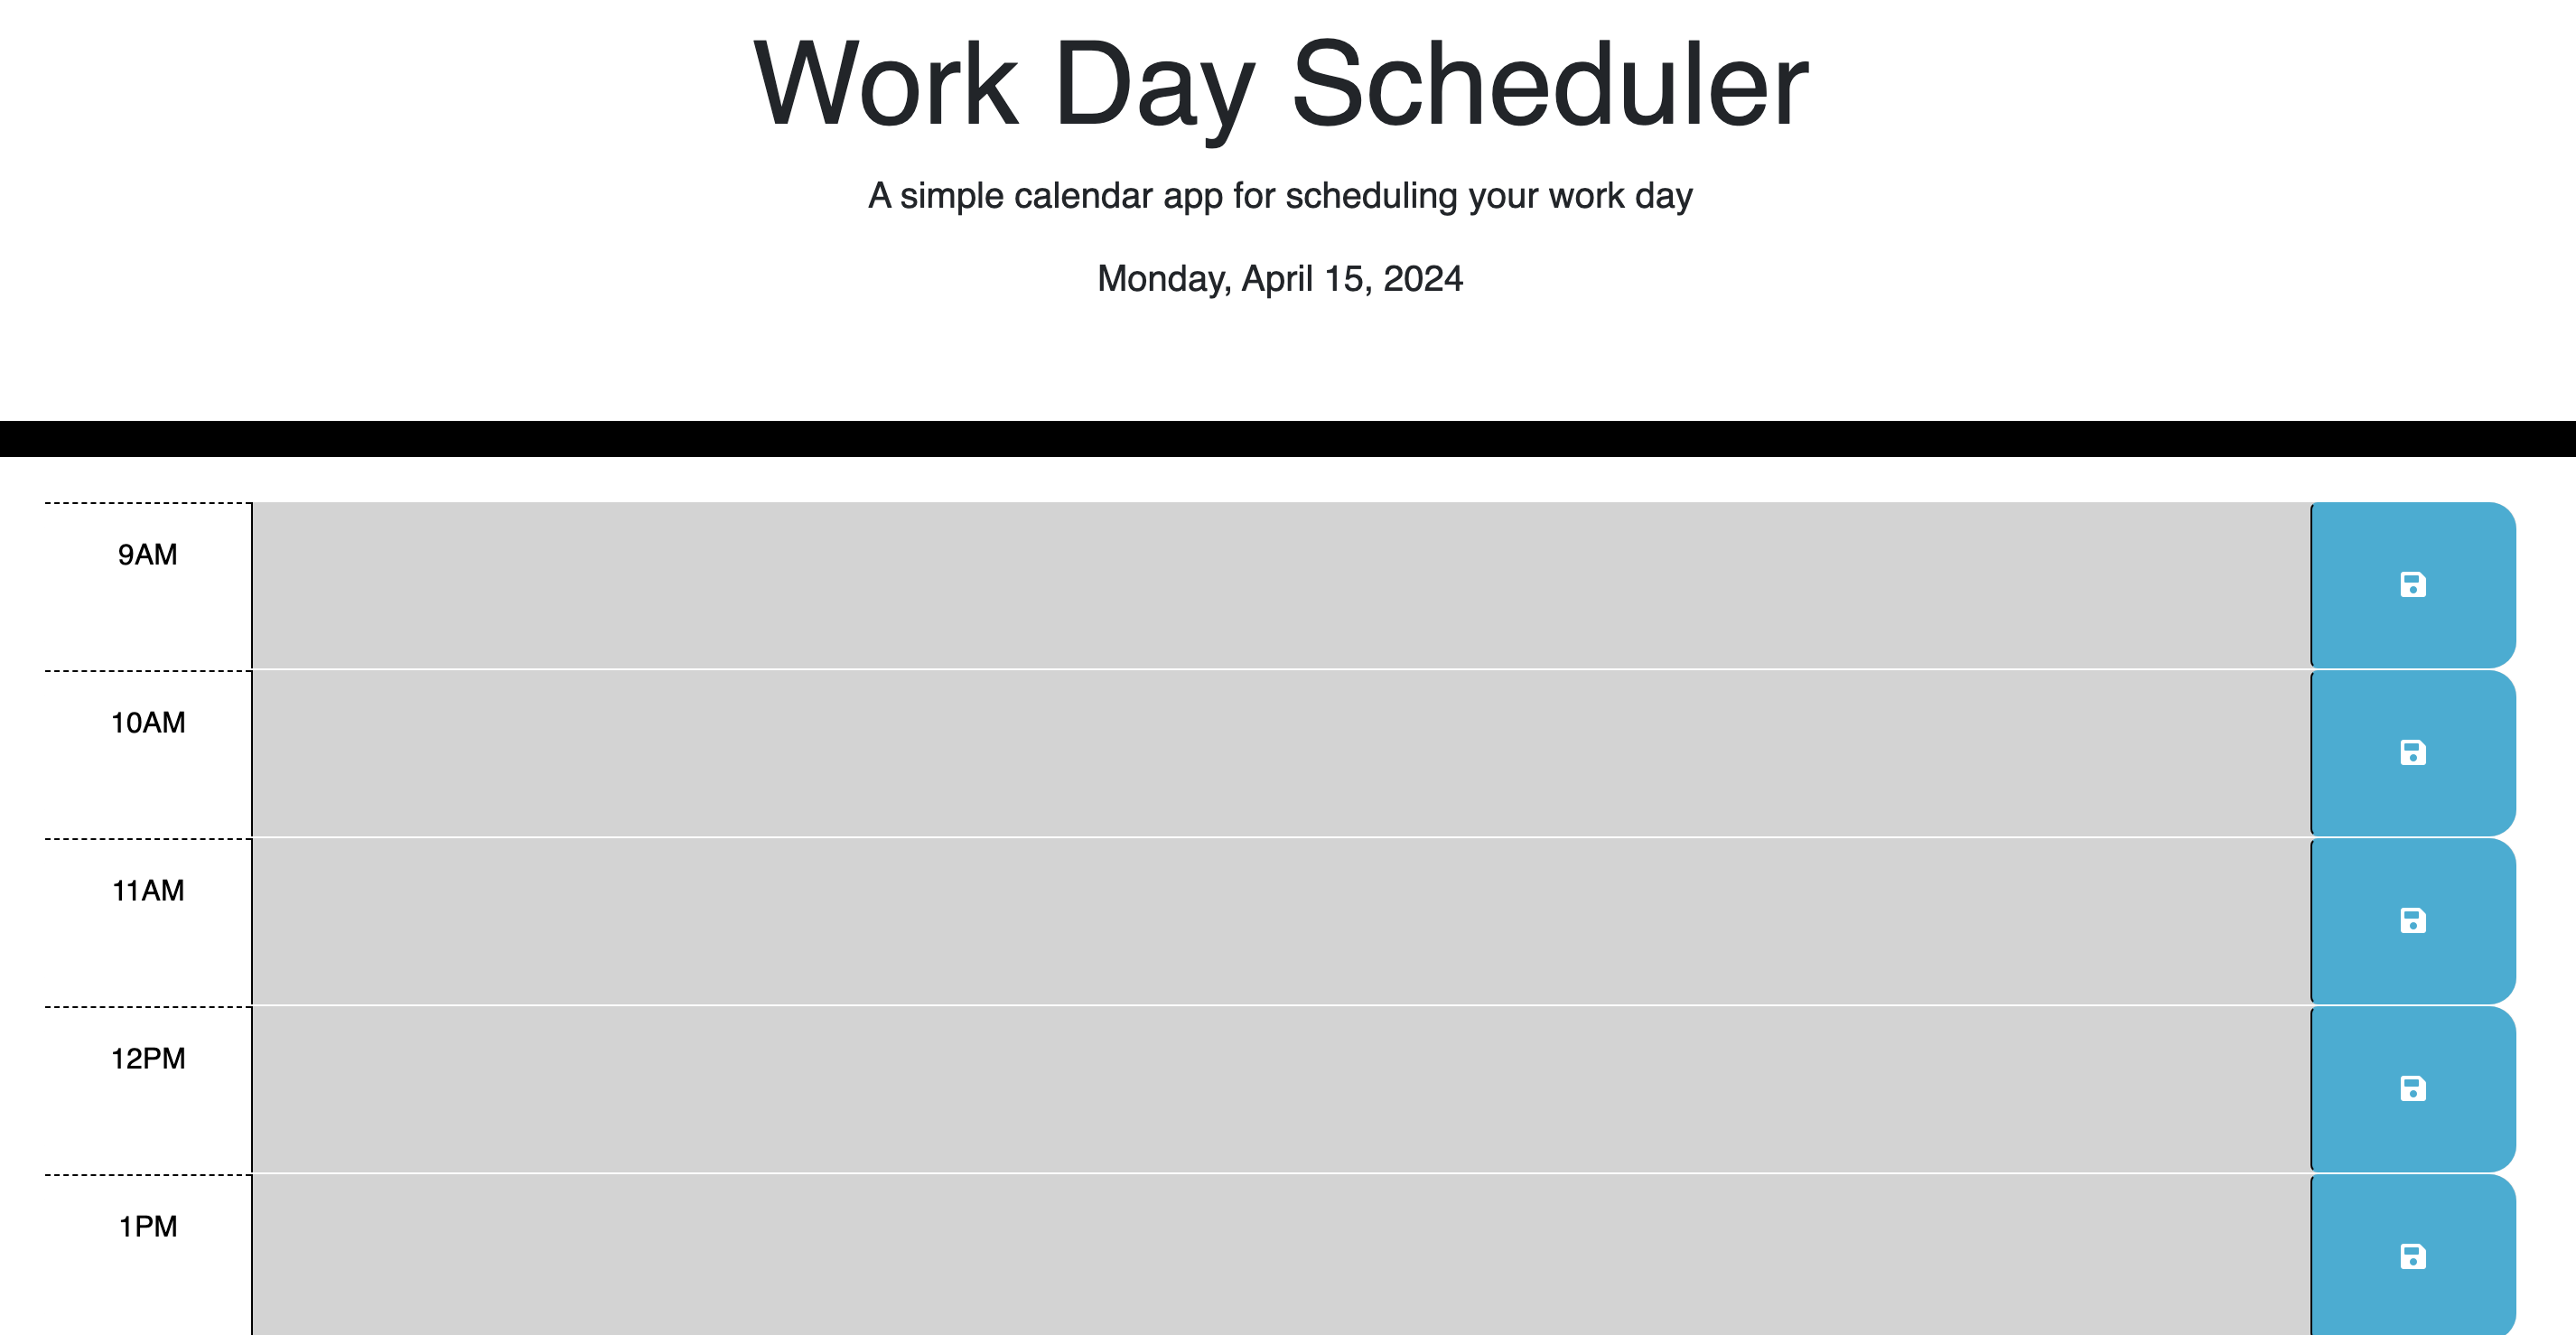 Work Day Scheduler
A simple calendar app for scheduling your work day
Monday, April 15, 2024
9AM
10AM
11AM
12PM
1PM